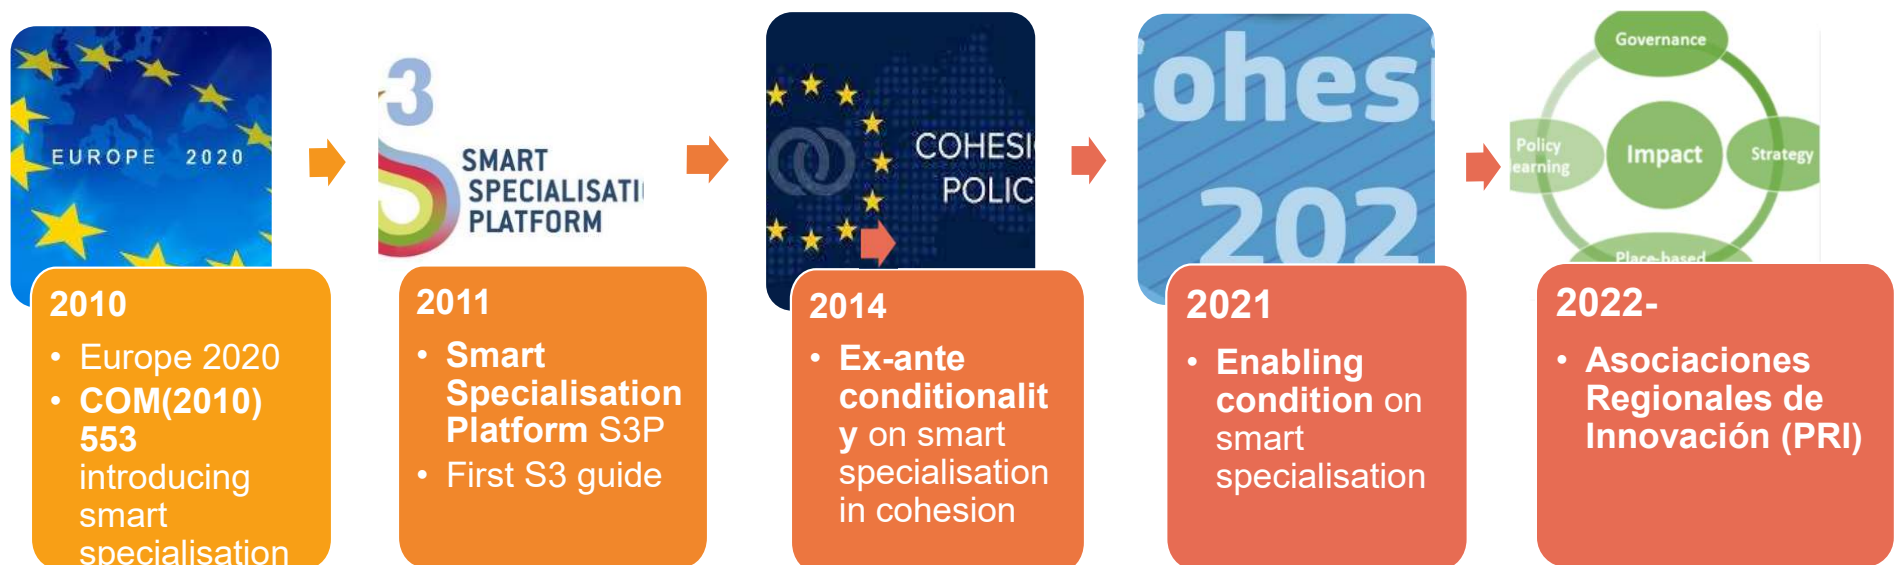 EUROPE 2020
2010
• Europe 2020
• COM(2010)
553
introducing
smart
specialisation
3
SMART
SPECIALISATI
PLATFORM
2011
• Smart
Specialisation
Platform S3P
• First S3 guide
COHESI
POLIC
2014
• Ex-ante
conditionalit
y on smart
specialisation
in cohesion
ohesi
202
2021
• Enabling
condition on
smart
specialisation
Governance
Policy
earning
Impact
Strategy
Place-based
2022-
• Asociaciones
Regionales de
Innovación (PRI)